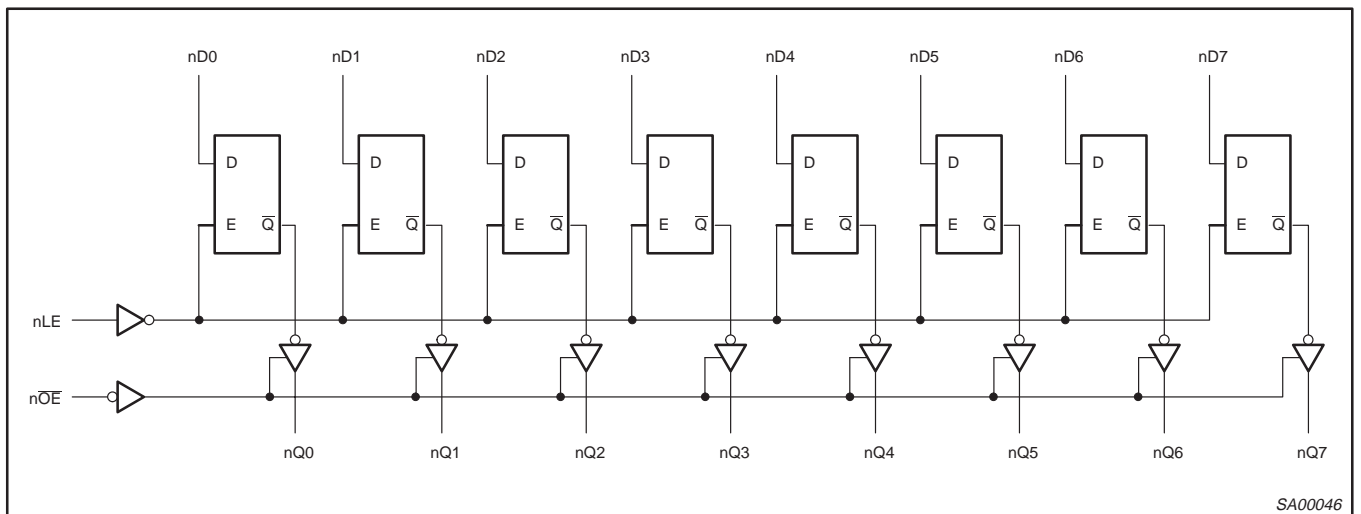 nD0 nD1 nD2 nD3 nD4 nD5 nD6 nD7
D D D D D D D D
E Q̅ E Q̅ E Q̅ E Q̅ E Q̅ E Q̅ E Q̅ E Q̅
nLE
nO̅E̅
nQ0 nQ1 nQ2 nQ3 nQ4 nQ5 nQ6 nQ7
SA00046